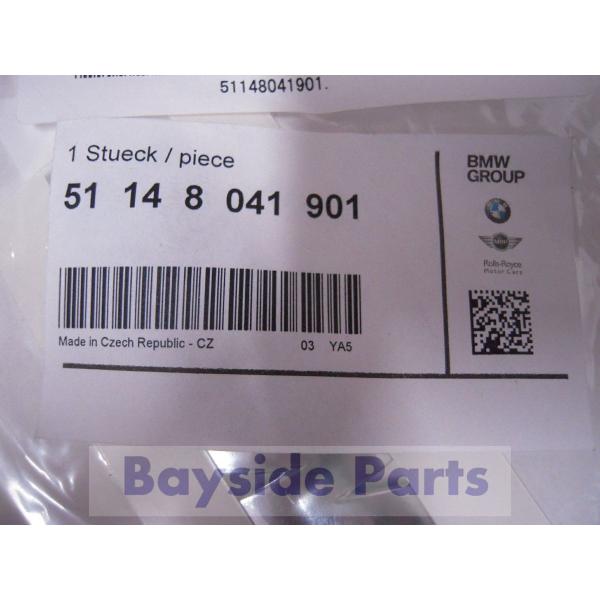 51148041901.
1 Stueck / piece
51 14 8 041 901
BMW
GROUP
Rolls-Royce
Motor Cars
Made in Czech Republic - CZ 03 YA5
Bayside Parts